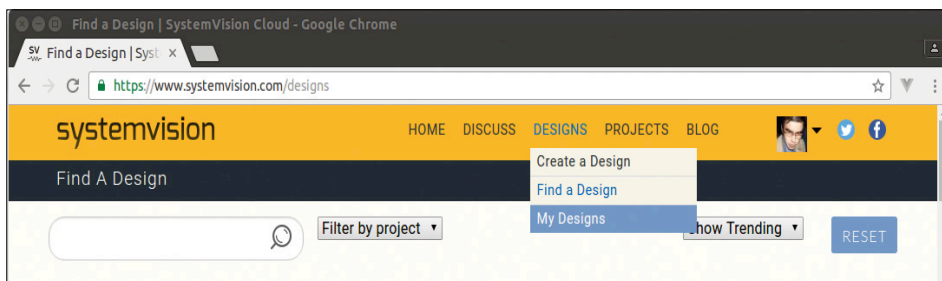 Find a Design | SystemVision Cloud - Google Chrome
SV Find a Design | Syst
https://www.systemvision.com/designs
systemvision HOME DISCUSS DESIGNS PROJECTS BLOG
Create a Design
Find A Design
Find a Design
My Designs
Filter by project
Show Trending
RESET